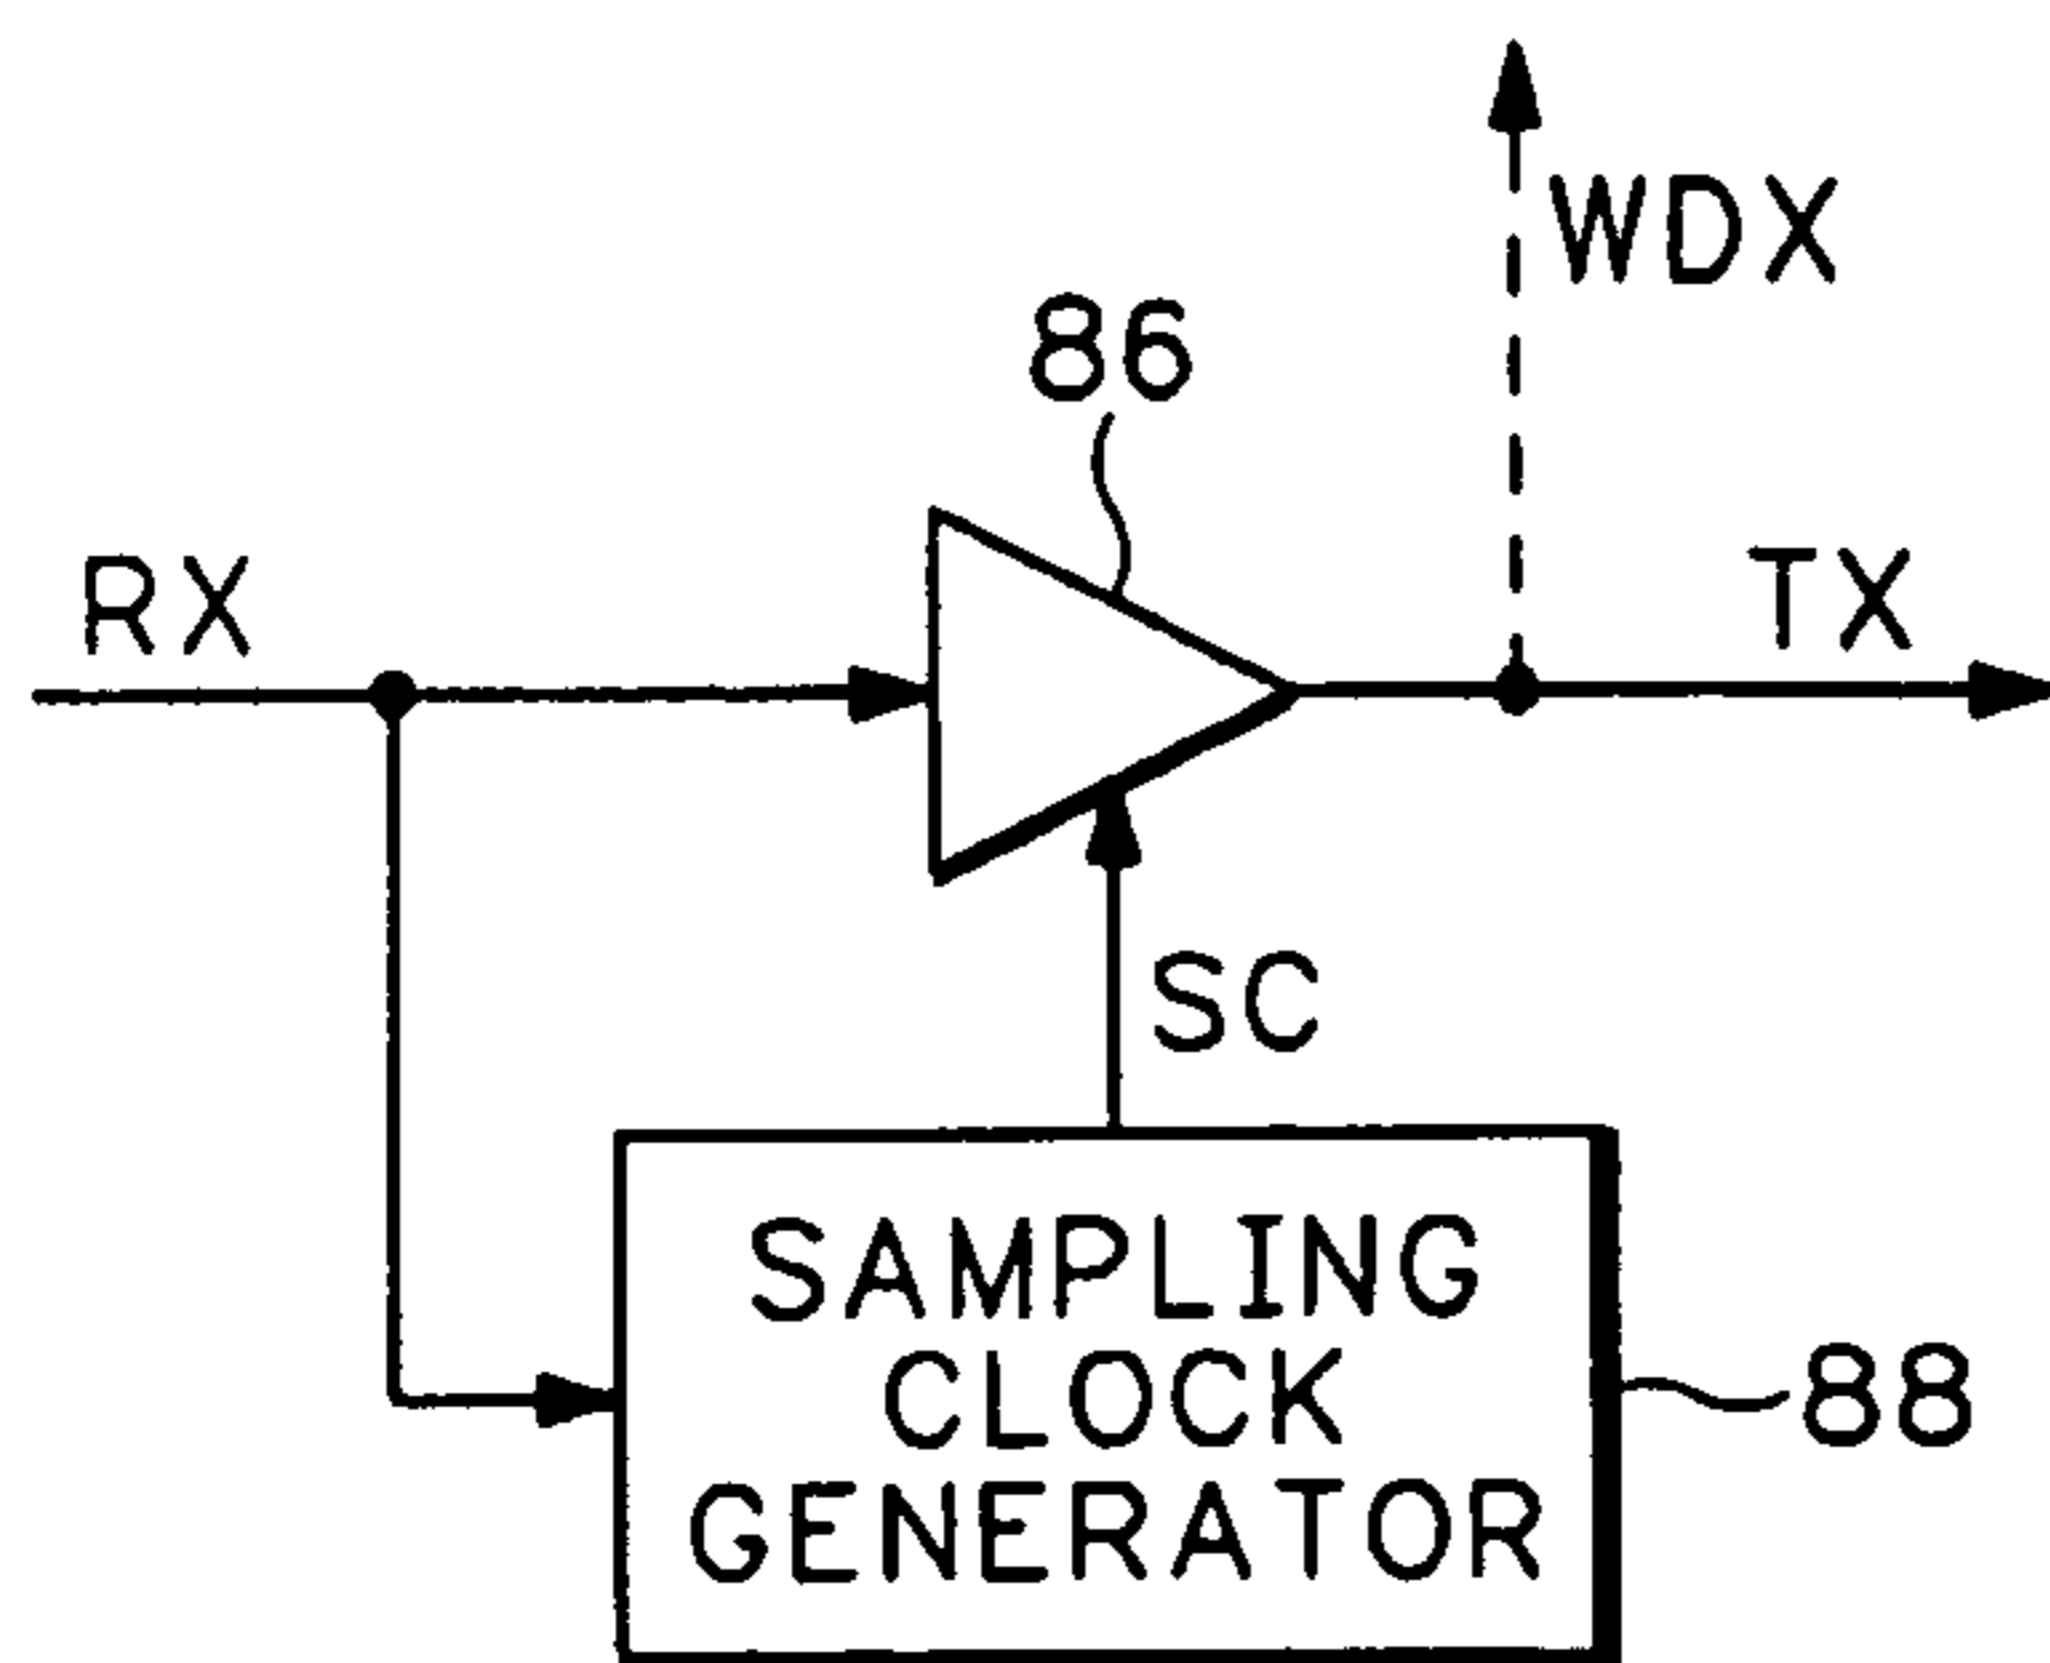 WDX
86
RX
TX
SC
SAMPLING
CLOCK
GENERATOR
88